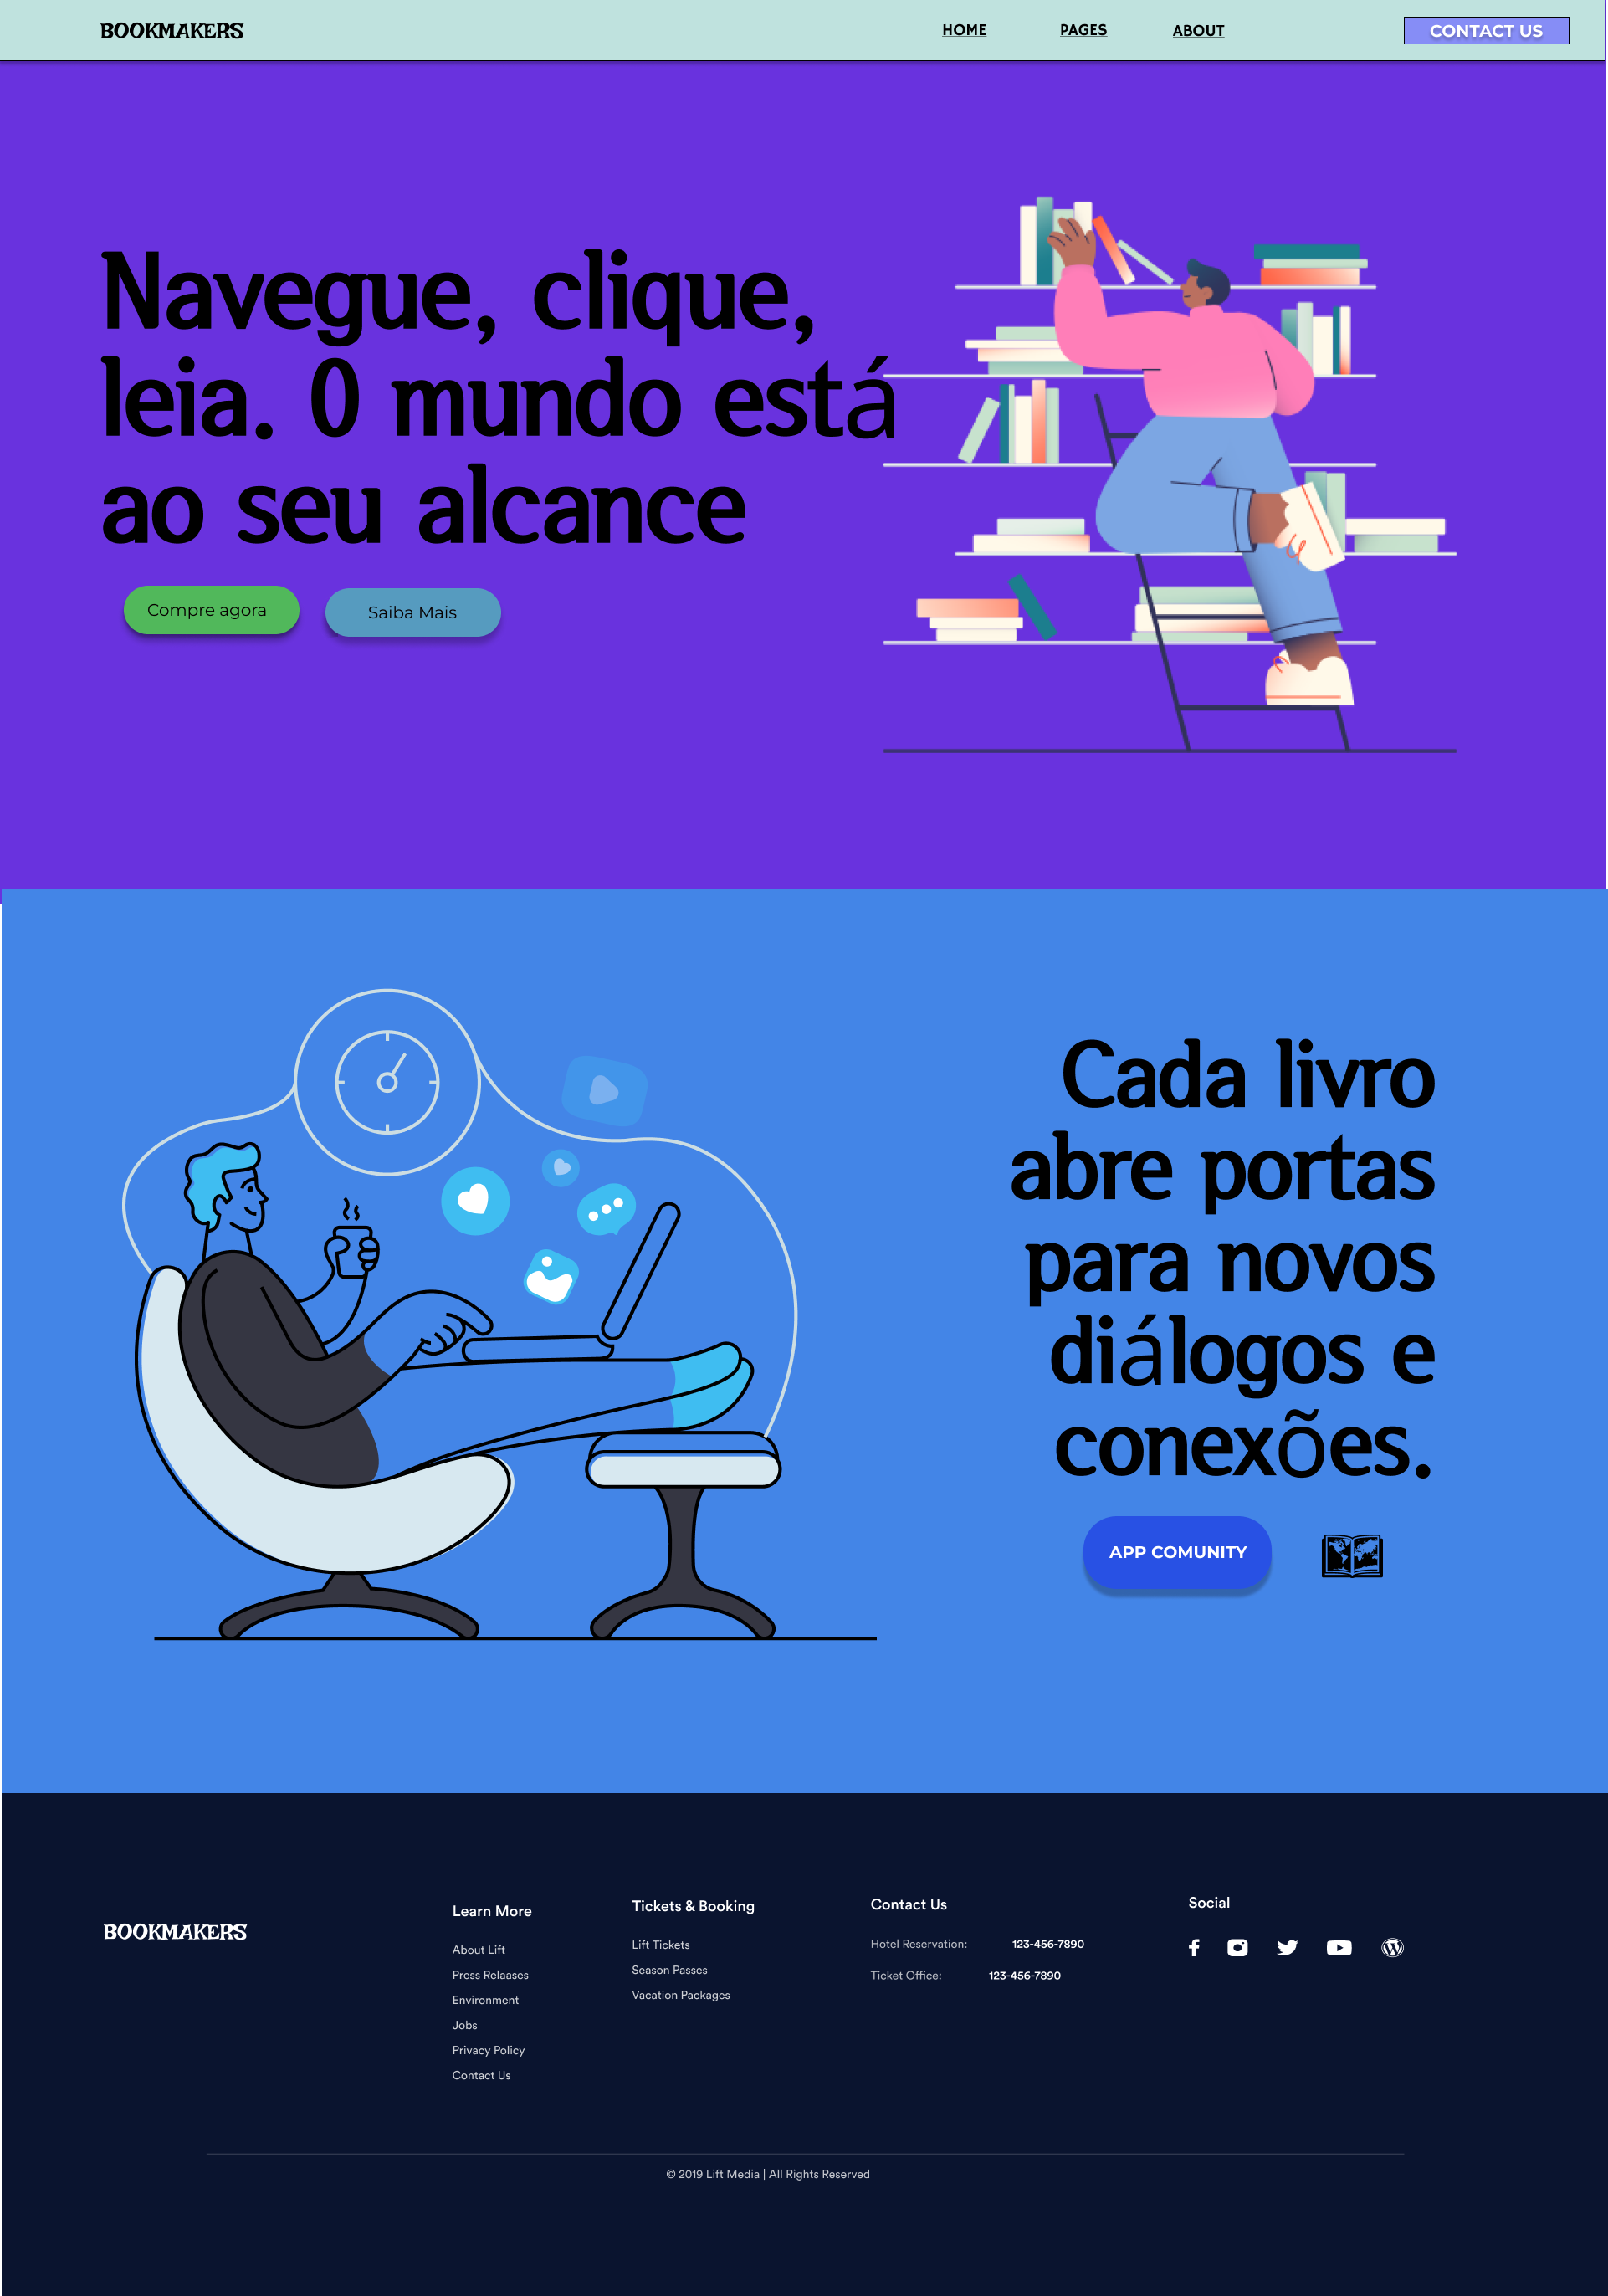 BOOKMAKERS
HOME
PAGES
ABOUT
CONTACT US
Navegue, clique,
leia. O mundo está
ao seu alcance
Compre agora
Saiba Mais
Cada livro
abre portas
para novos
diálogos e
conexões.
APP COMUNITY
BOOKMAKERS
Learn More
About Lift
Press Relaases
Environment
Jobs
Privacy Policy
Contact Us
Tickets & Booking
Lift Tickets
Season Passes
Vacation Packages
Contact Us
Hotel Reservation: 123-456-7890
Ticket Office: 123-456-7890
Social
© 2019 Lift Media | All Rights Reserved